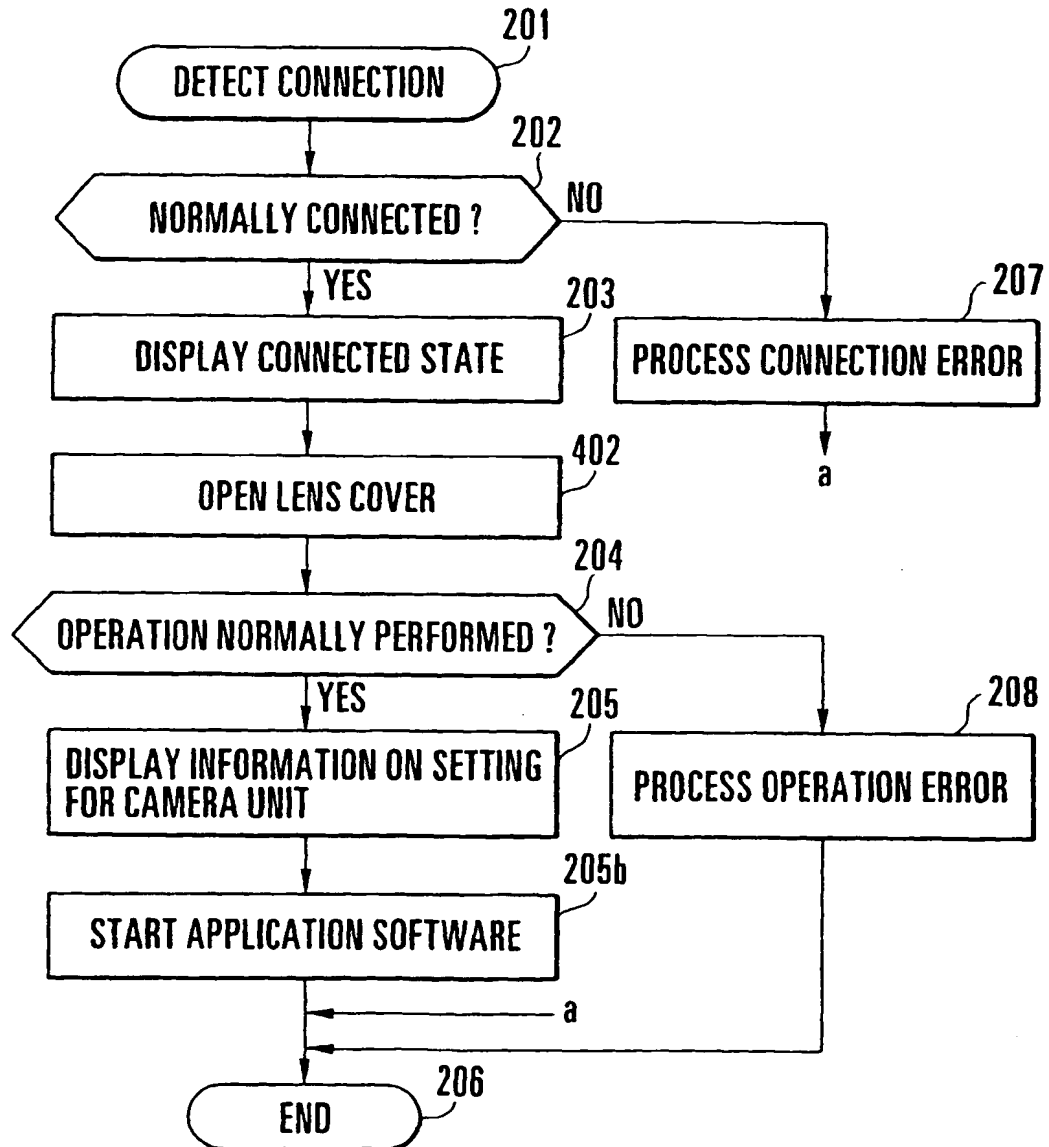 201
DETECT CONNECTION
202
NORMALLY CONNECTED ?
NO
YES
203
DISPLAY CONNECTED STATE
207
PROCESS CONNECTION ERROR
a
402
OPEN LENS COVER
204
OPERATION NORMALLY PERFORMED ?
NO
YES
205
DISPLAY INFORMATION ON SETTING
FOR CAMERA UNIT
208
PROCESS OPERATION ERROR
205b
START APPLICATION SOFTWARE
a
206
END